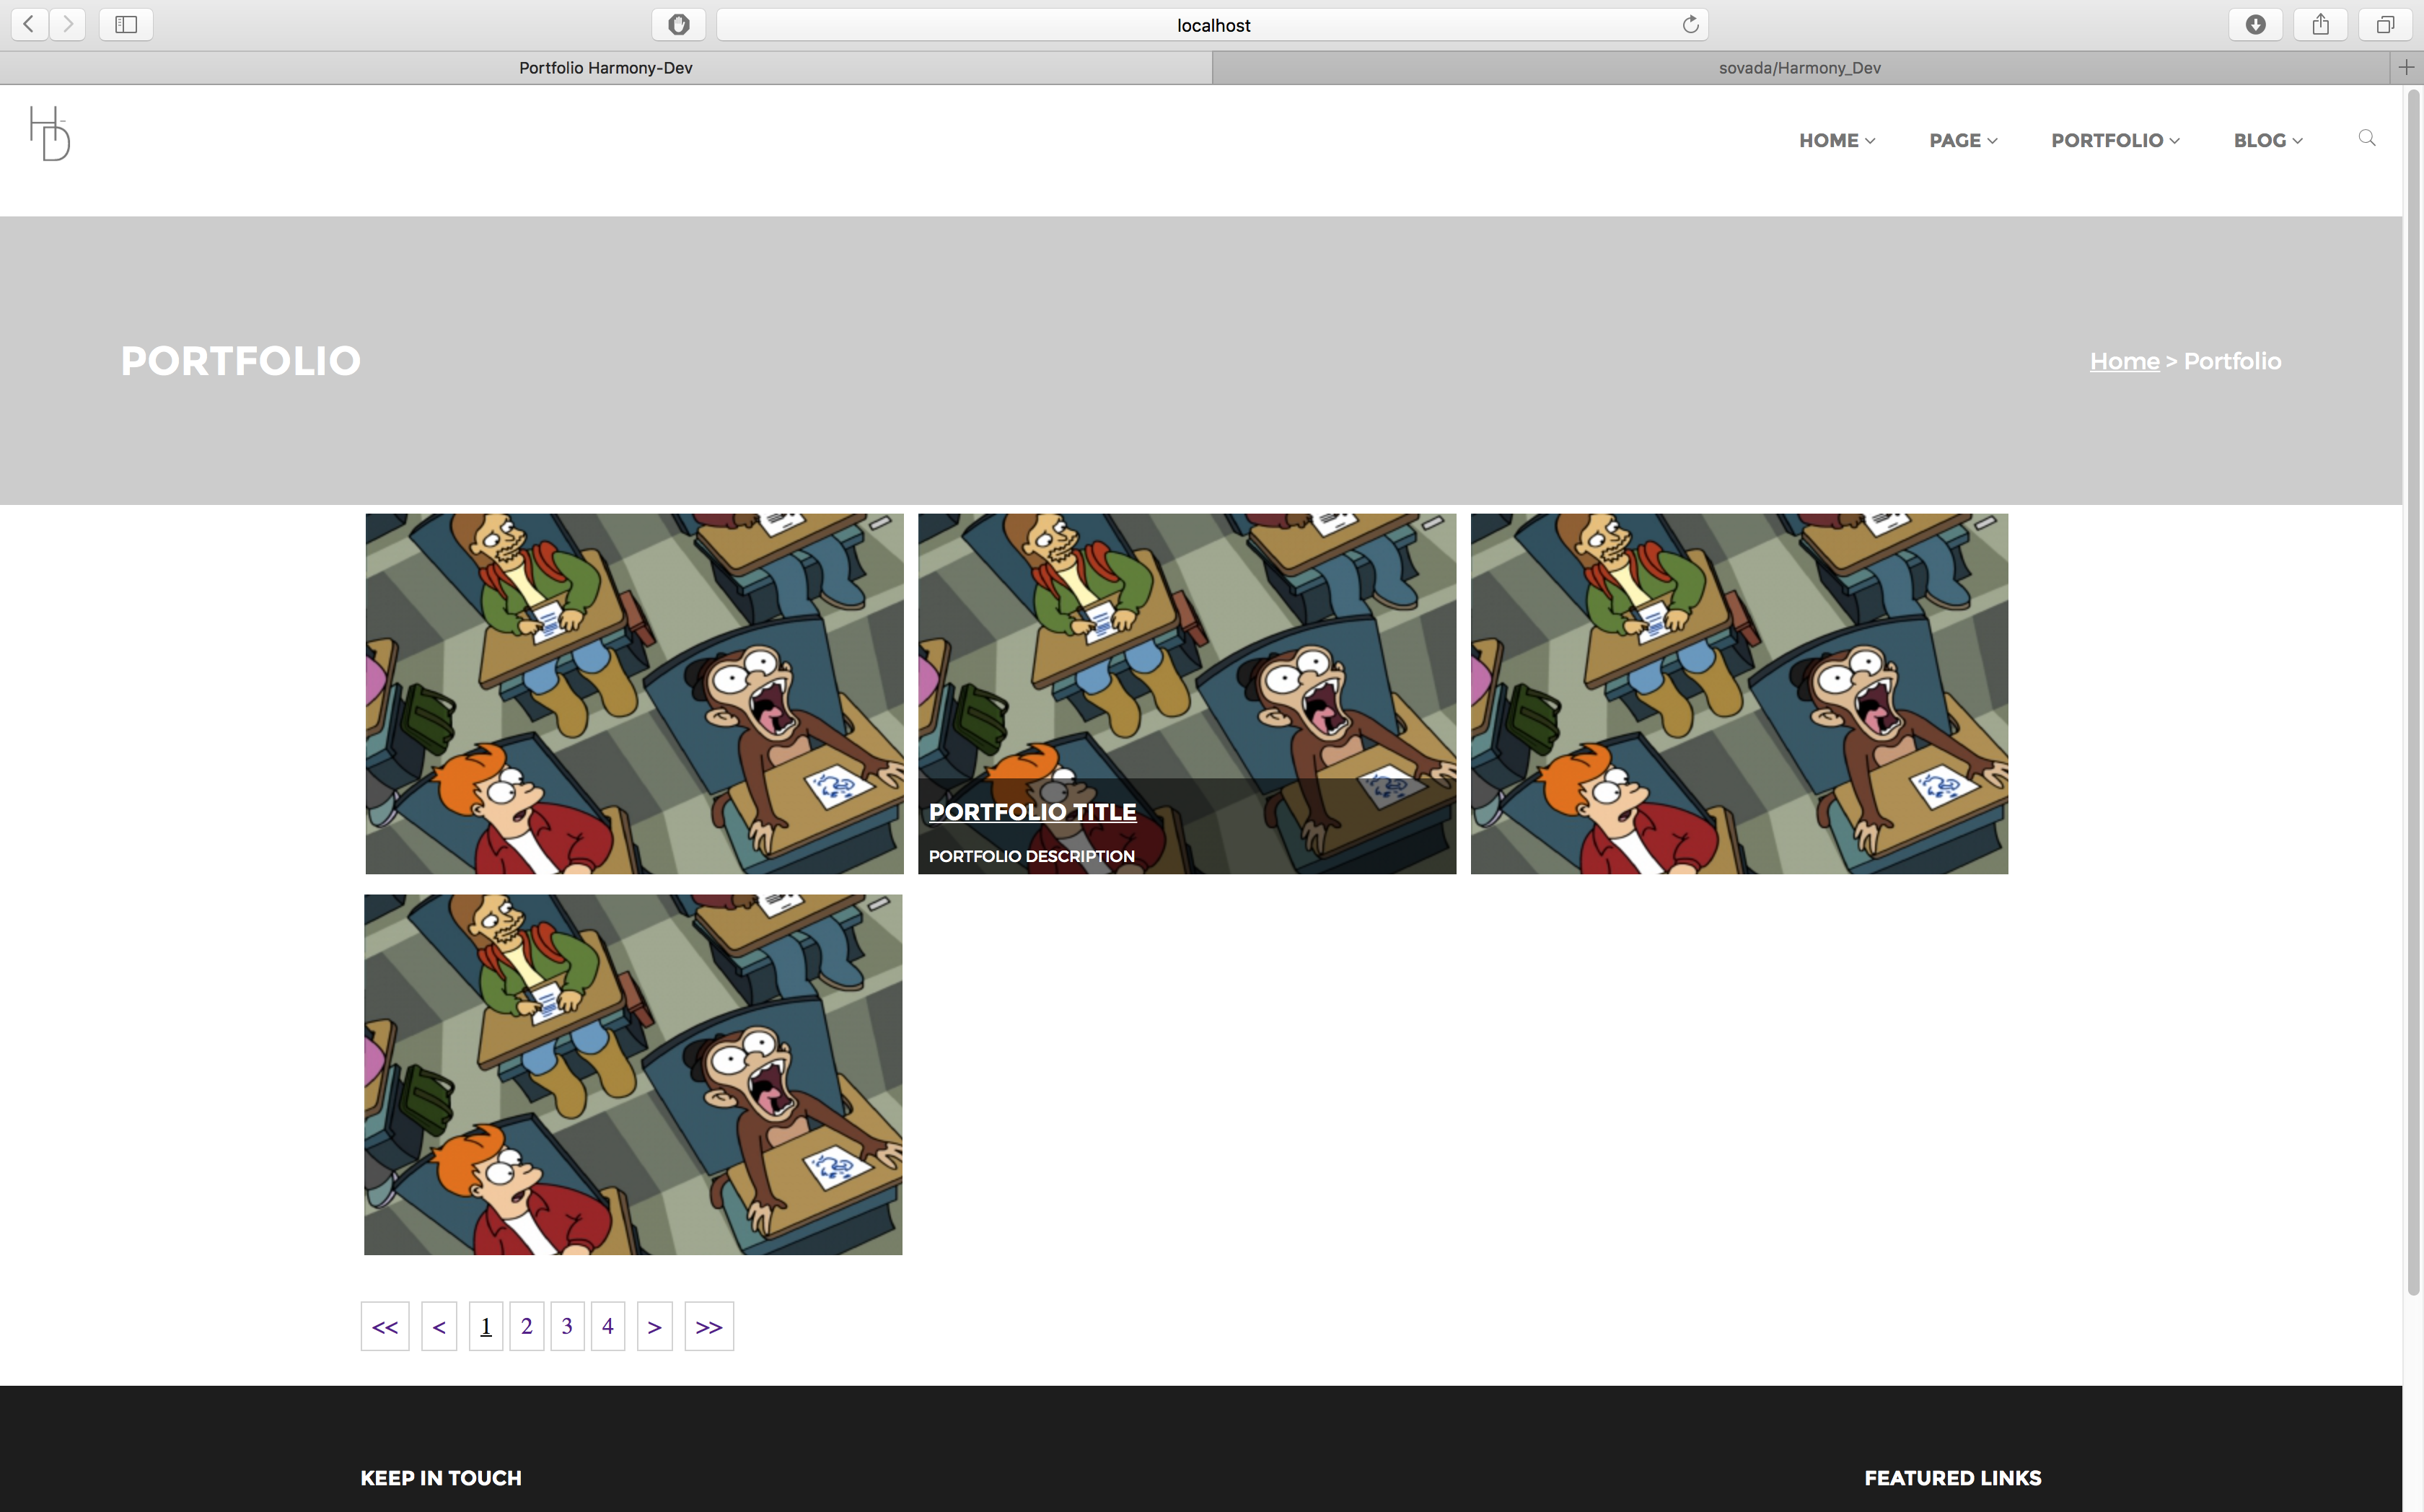 localhost
Portfolio Harmony-Dev
sovada/Harmony_Dev
H-D
HOME PAGE PORTFOLIO BLOG
PORTFOLIO
Home > Portfolio
PORTFOLIO TITLE
PORTFOLIO DESCRIPTION
<< < 1 2 3 4 > >>
KEEP IN TOUCH
FEATURED LINKS